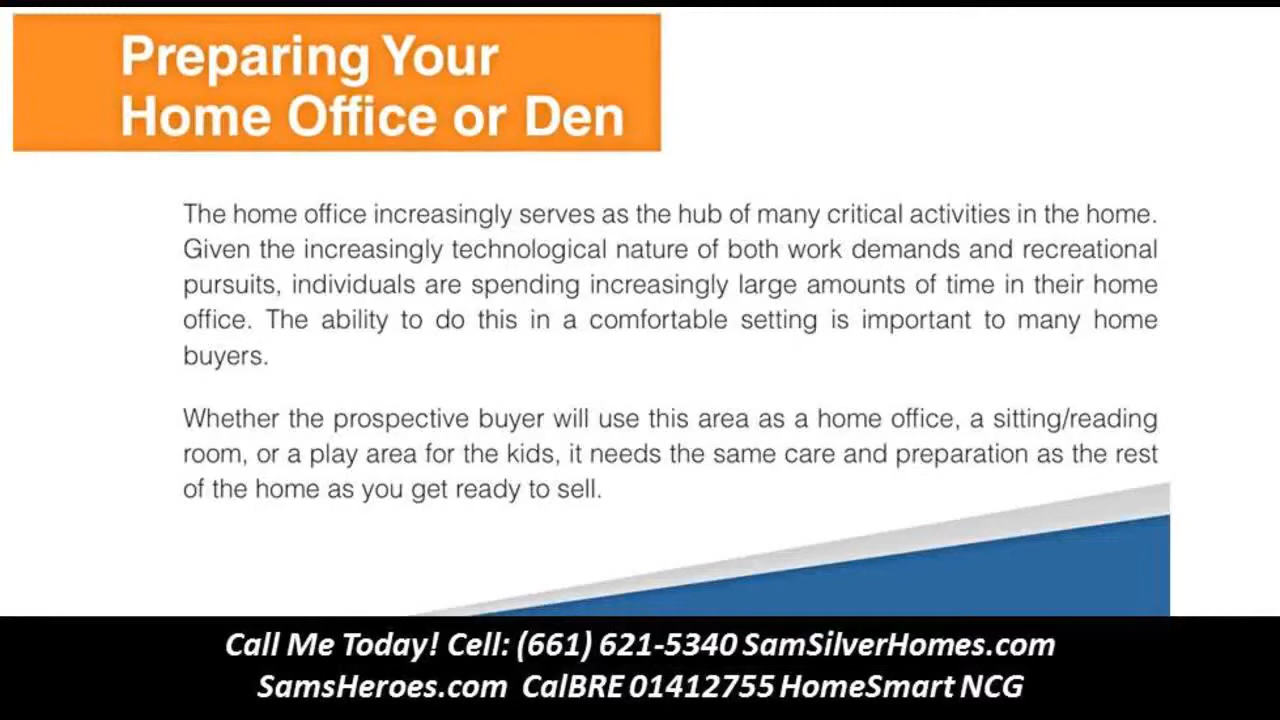 Preparing Your
Home Office or Den
The home office increasingly serves as the hub of many critical activities in the home.
Given the increasingly technological nature of both work demands and recreational
pursuits, individuals are spending increasingly large amounts of time in their home
office. The ability to do this in a comfortable setting is important to many home
buyers.
Whether the prospective buyer will use this area as a home office, a sitting/reading
room, or a play area for the kids, it needs the same care and preparation as the rest
of the home as you get ready to sell.
Call Me Today! Cell: (661) 621-5340 SamSilverHomes.com
SamsHeroes.com CalBRE 01412755 HomeSmart NCG